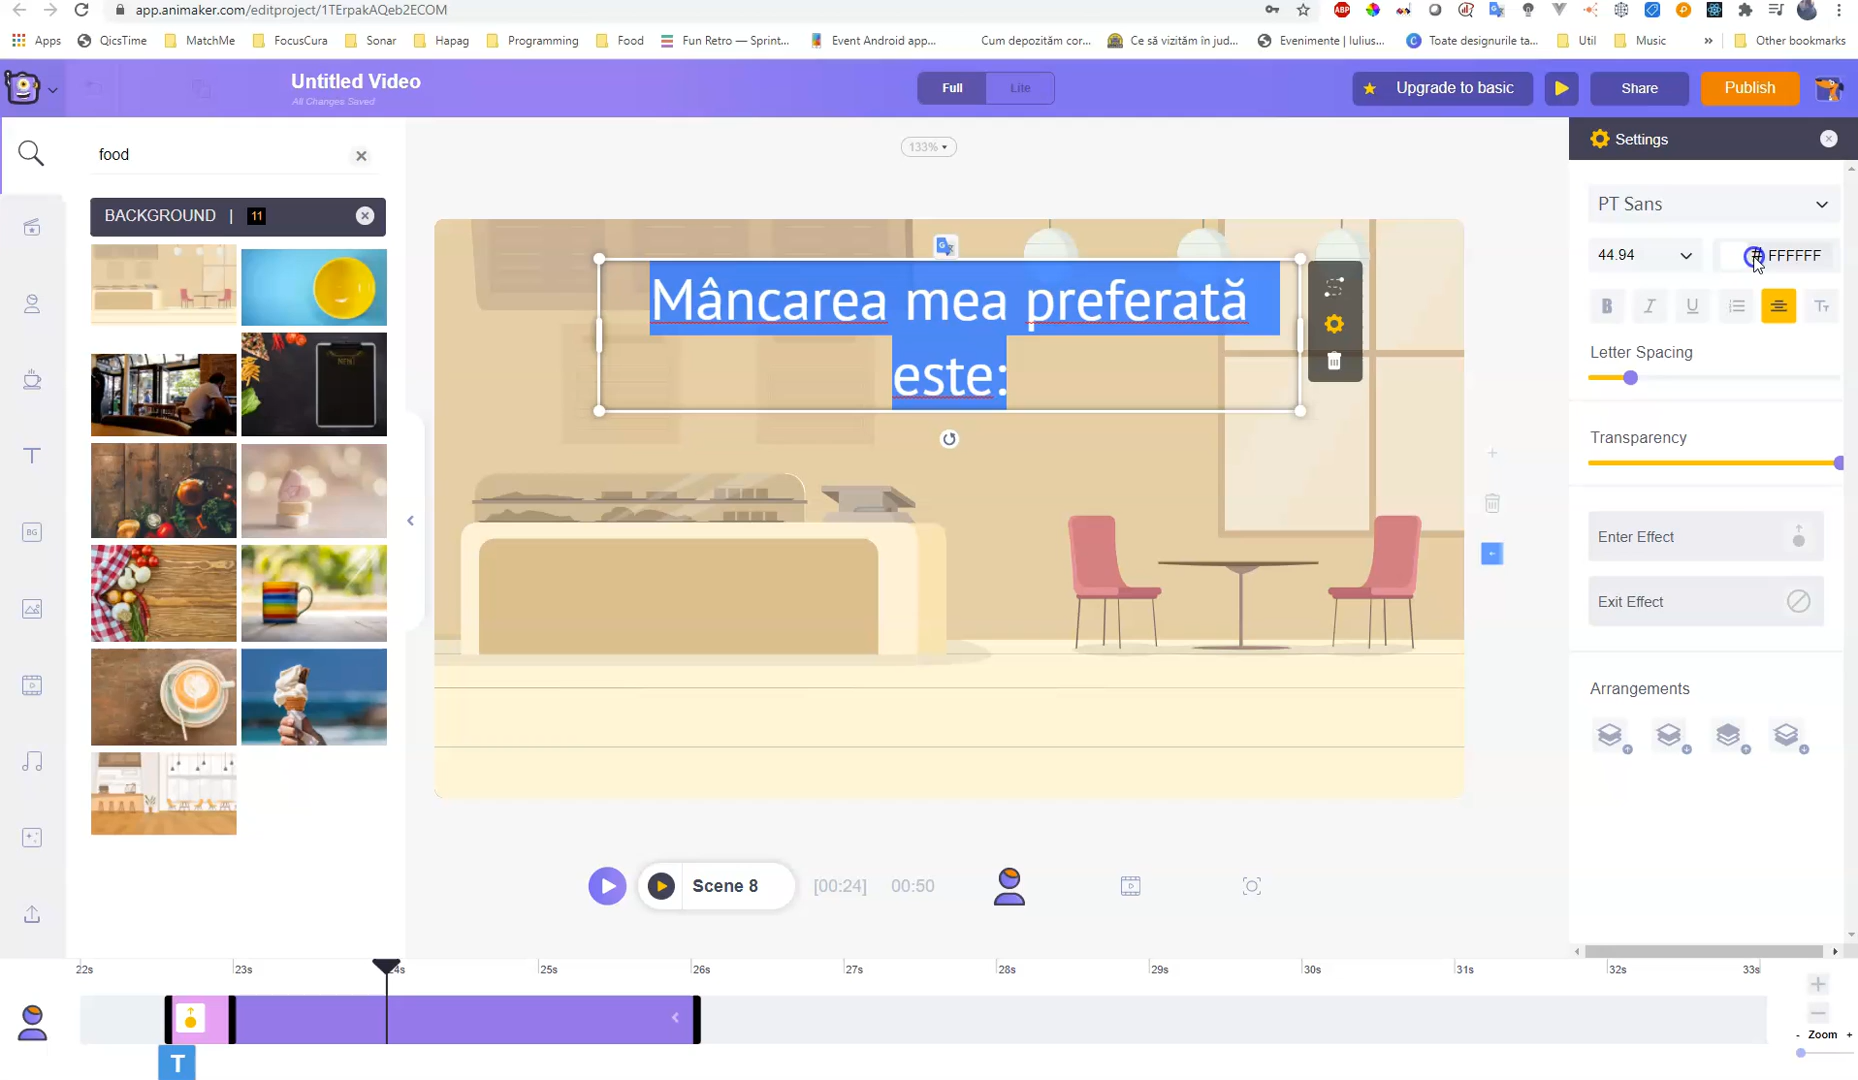 app.animaker.com/editproject/1TErpakAQeb2ECOM
ABP
Apps
QicsTime
MatchMe
FocusCura
Sonar
Hapag
Programming
Food
Fun Retro — Sprint...
Event Android app...
Cum depozităm cor...
Ce să vizităm în jud...
Evenimente | Iulius...
Toate designurile ta...
Util
Music
»
Other bookmarks
Untitled Video
All Changes Saved
Full
Lite
Upgrade to basic
Share
Publish
food
133%
Settings
BACKGROUND | 11
PT Sans
44.94
# FFFFFF
Mâncarea mea preferată
este:
B I U
Letter Spacing
Transparency
BG
Enter Effect
Exit Effect
Arrangements
Scene 8
[00:24]
00:50
22s
23s
24s
25s
26s
27s
28s
29s
30s
31s
32s
33s
- Zoom +
T